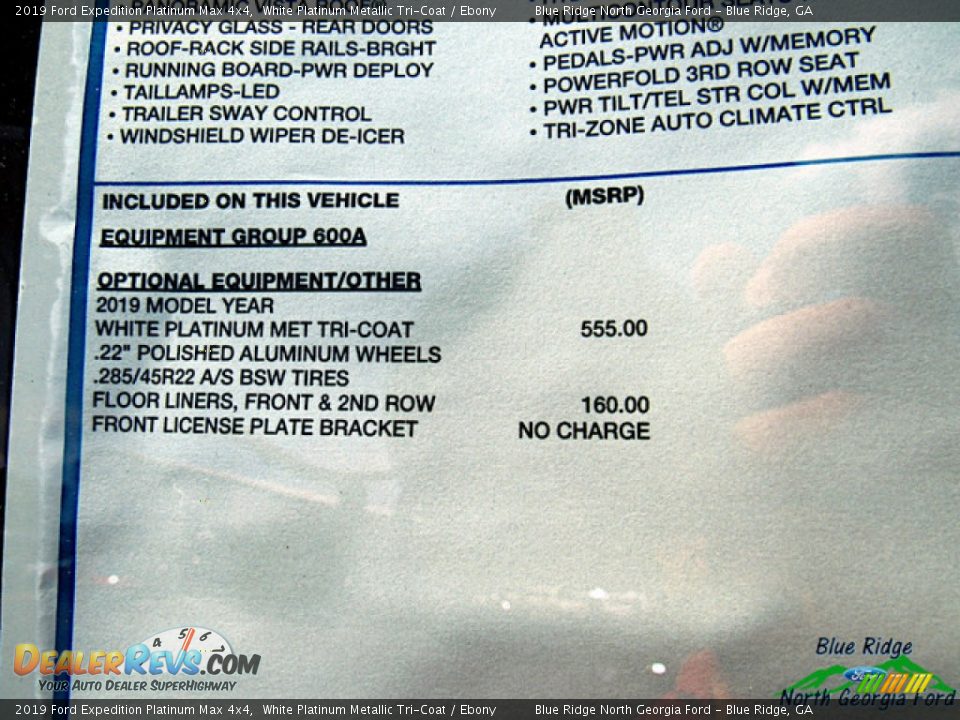 2019 Ford Expedition Platinum Max 4x4,  White Platinum Metallic Tri-Coat / Ebony     Blue Ridge North Georgia Ford - Blue Ridge, GA
• PRIVACY GLASS - REAR DOORS
• ROOF-RACK SIDE RAILS-BRGHT
• RUNNING BOARD-PWR DEPLOY
• TAILLAMPS-LED
• TRAILER SWAY CONTROL
• WINDSHIELD WIPER DE-ICER
ACTIVE MOTION®
• PEDALS-PWR ADJ W/MEMORY
• POWERFOLD 3RD ROW SEAT
• PWR TILT/TEL STR COL W/MEM
• TRI-ZONE AUTO CLIMATE CTRL
INCLUDED ON THIS VEHICLE (MSRP)
EQUIPMENT GROUP 600A
OPTIONAL EQUIPMENT/OTHER
2019 MODEL YEAR
WHITE PLATINUM MET TRI-COAT 555.00
.22" POLISHED ALUMINUM WHEELS
.285/45R22 A/S BSW TIRES
FLOOR LINERS, FRONT & 2ND ROW 160.00
FRONT LICENSE PLATE BRACKET NO CHARGE
4 5 6
DEALERREVS.COM
YOUR AUTO DEALER SUPERHIGHWAY
Blue Ridge
Ford
North Georgia Ford
2019 Ford Expedition Platinum Max 4x4,  White Platinum Metallic Tri-Coat / Ebony     Blue Ridge North Georgia Ford - Blue Ridge, GA